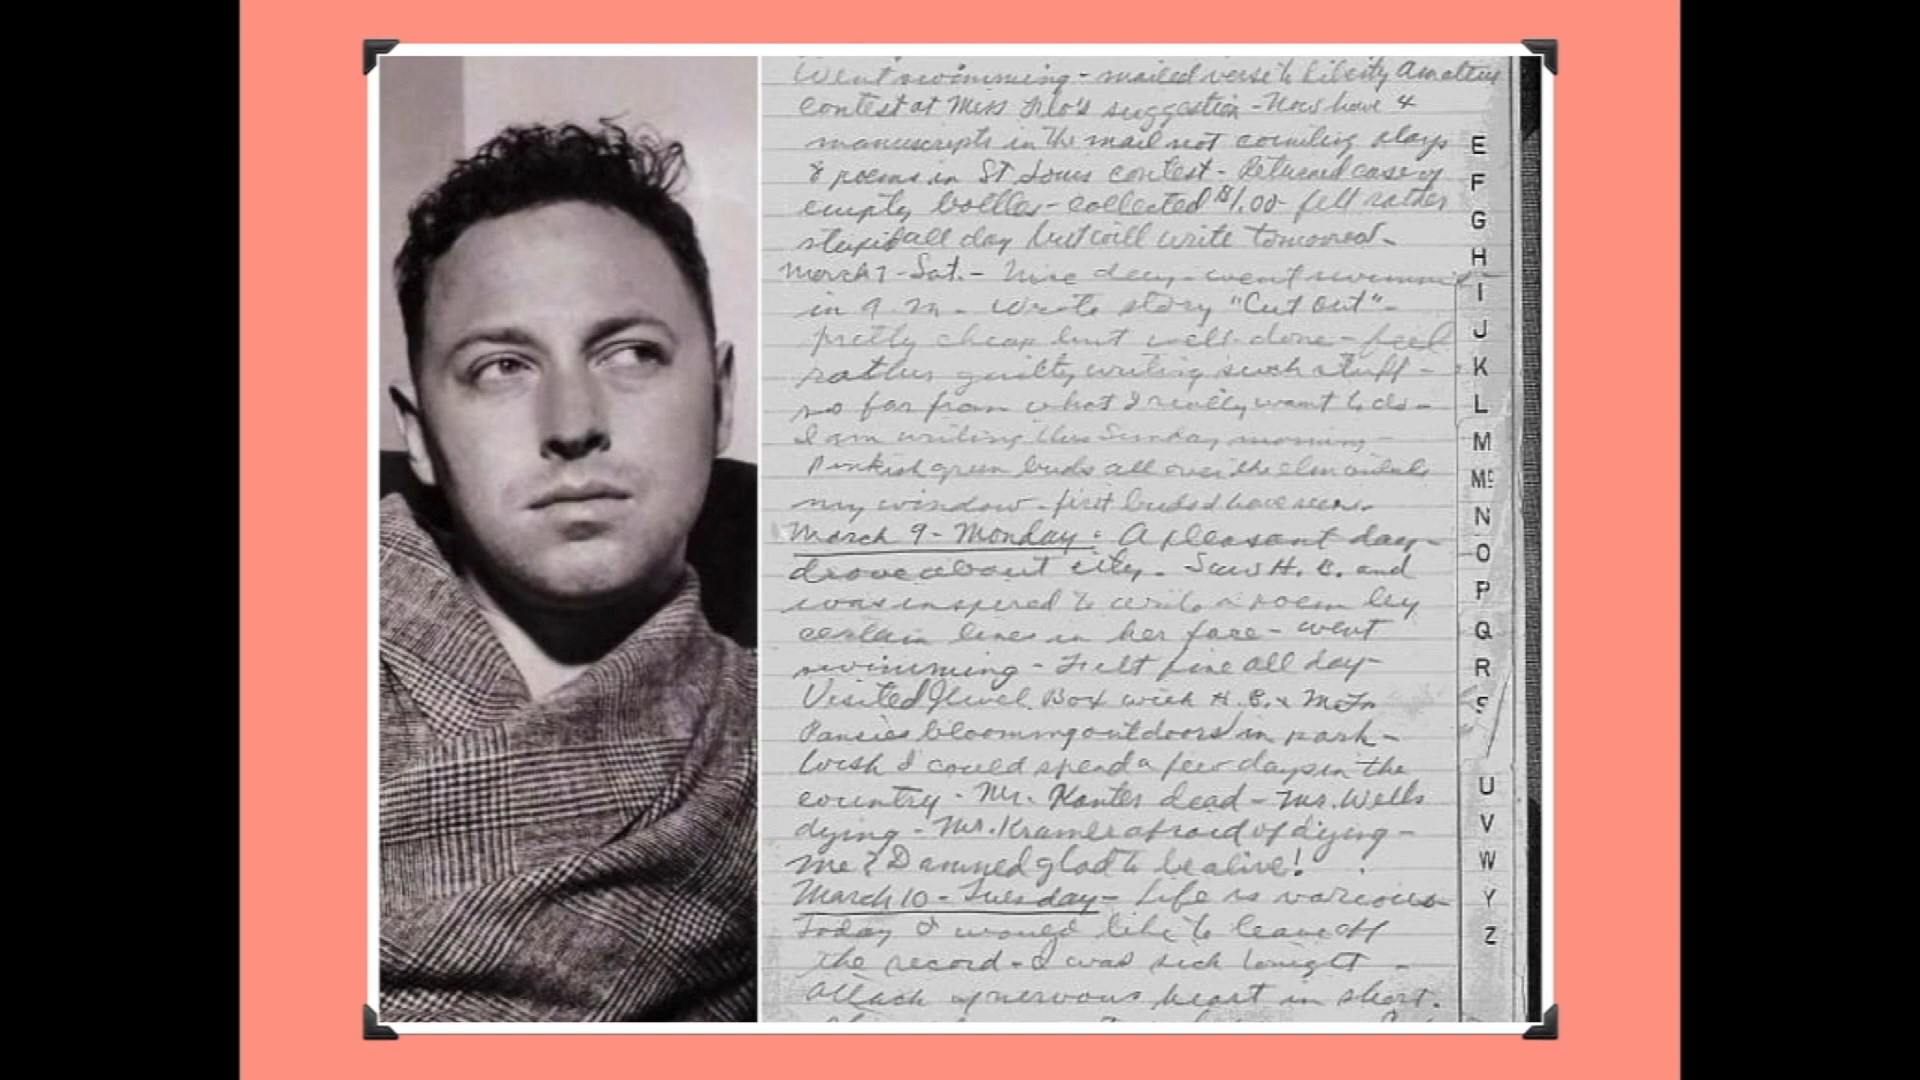 Went swimming - mailed verse to Liberty Amateur
contest at Miss Flo's suggestion - Now have 4
manuscripts in the mail not counting plays
& poems in St Louis contest - Returned case of
empty bottles - collected $1.00 - felt rather
stupid all day but will write tomorrow -
March 7 - Sat. - Nice day - went swimming
in P.M. - Wrote story "Cut Out" -
pretty cheap but well-done - feel
rather guilty writing such stuff -
so far from what I really want to do -
I am writing this Sunday morning -
Pinkish green buds all over the elm outside
my window - first buds I have seen.
March 9 - Monday: A pleasant day -
drove about city. Saw H. B. and
was inspired to write a poem by
certain lines in her face - went
swimming - Felt fine all day -
Visited Jewel Box with H. B. &
Pansies blooming outdoors in park -
Wish I could spend a few days in the
country - Mr. Kanter dead - Mr. Wells
dying - Mr. Kramer afraid of dying -
Me? Damned glad to be alive!
March 10 - Tuesday - Life is various
Today I would like to leave off
the record - I was sick tonight -
attack of nervous heart in short.
E
F
G
H
I
J
K
L
M
Mc
N
O
P
Q
R
S
U
V
W
Y
Z